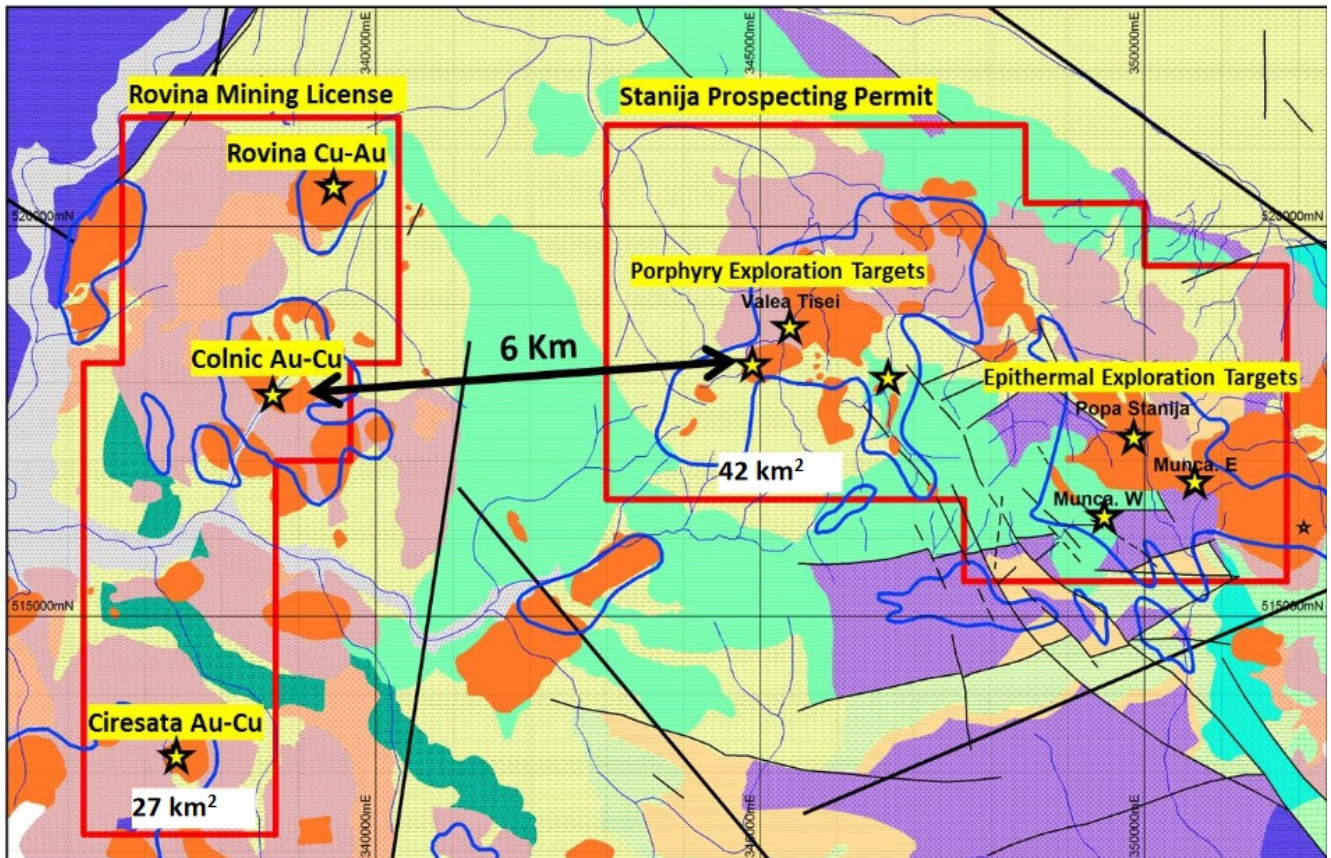 340000mE
345000mE
350000mE
Rovina Mining License
Stanija Prospecting Permit
Rovina Cu-Au
520000mN
520000mN
Porphyry Exploration Targets
Valea Tisei
6 Km
Colnic Au-Cu
Epithermal Exploration Targets
Popa Stanija
42 km²
Munca. E
Munca. W
515000mN
515000mN
Ciresata Au-Cu
27 km²
340000mE
345000mE
350000mE